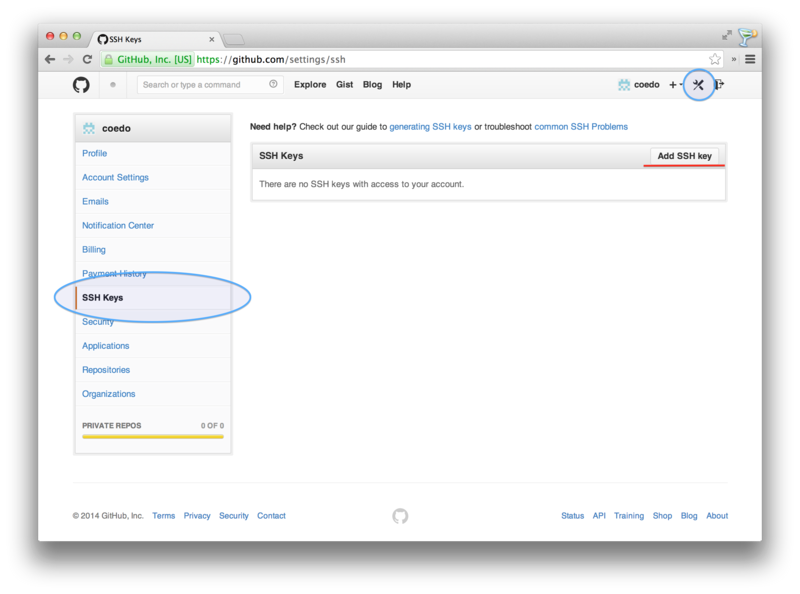 SSH Keys
GitHub, Inc. [US] https://github.com/settings/ssh
Search or type a command Explore Gist Blog Help coedo
coedo
Profile
Account Settings
Emails
Notification Center
Billing
Payment History
SSH Keys
Security
Applications
Repositories
Organizations
PRIVATE REPOS 0 OF 0
Need help? Check out our guide to generating SSH keys or troubleshoot common SSH Problems
SSH Keys Add SSH key
There are no SSH keys with access to your account.
© 2014 GitHub, Inc. Terms Privacy Security Contact Status API Training Shop Blog About